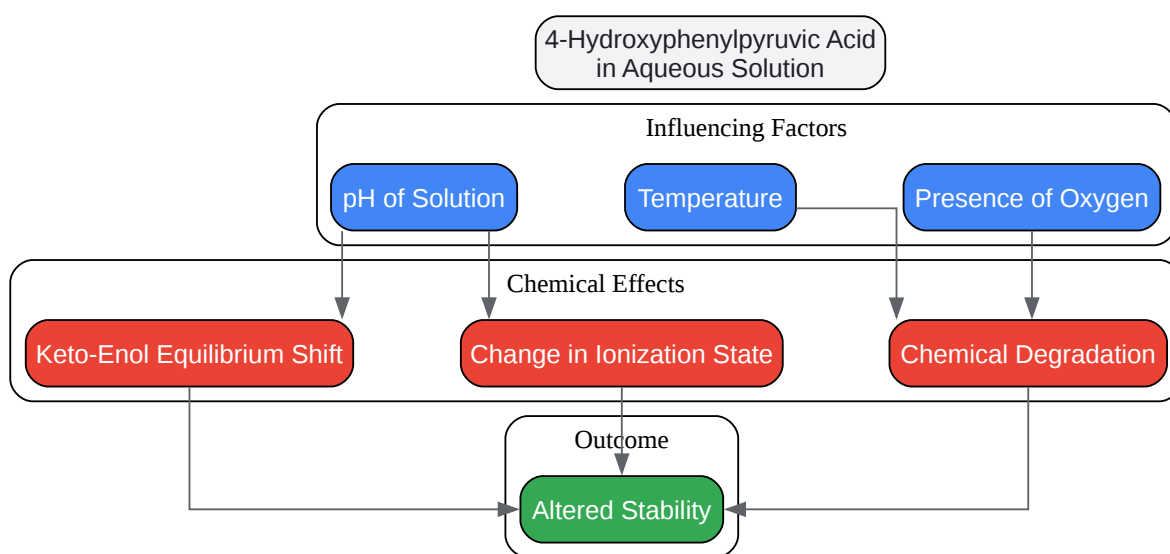 4-Hydroxyphenylpyruvic Acid
in Aqueous Solution
Influencing Factors
pH of Solution
Temperature
Presence of Oxygen
Chemical Effects
Keto-Enol Equilibrium Shift
Change in Ionization State
Chemical Degradation
Outcome
Altered Stability